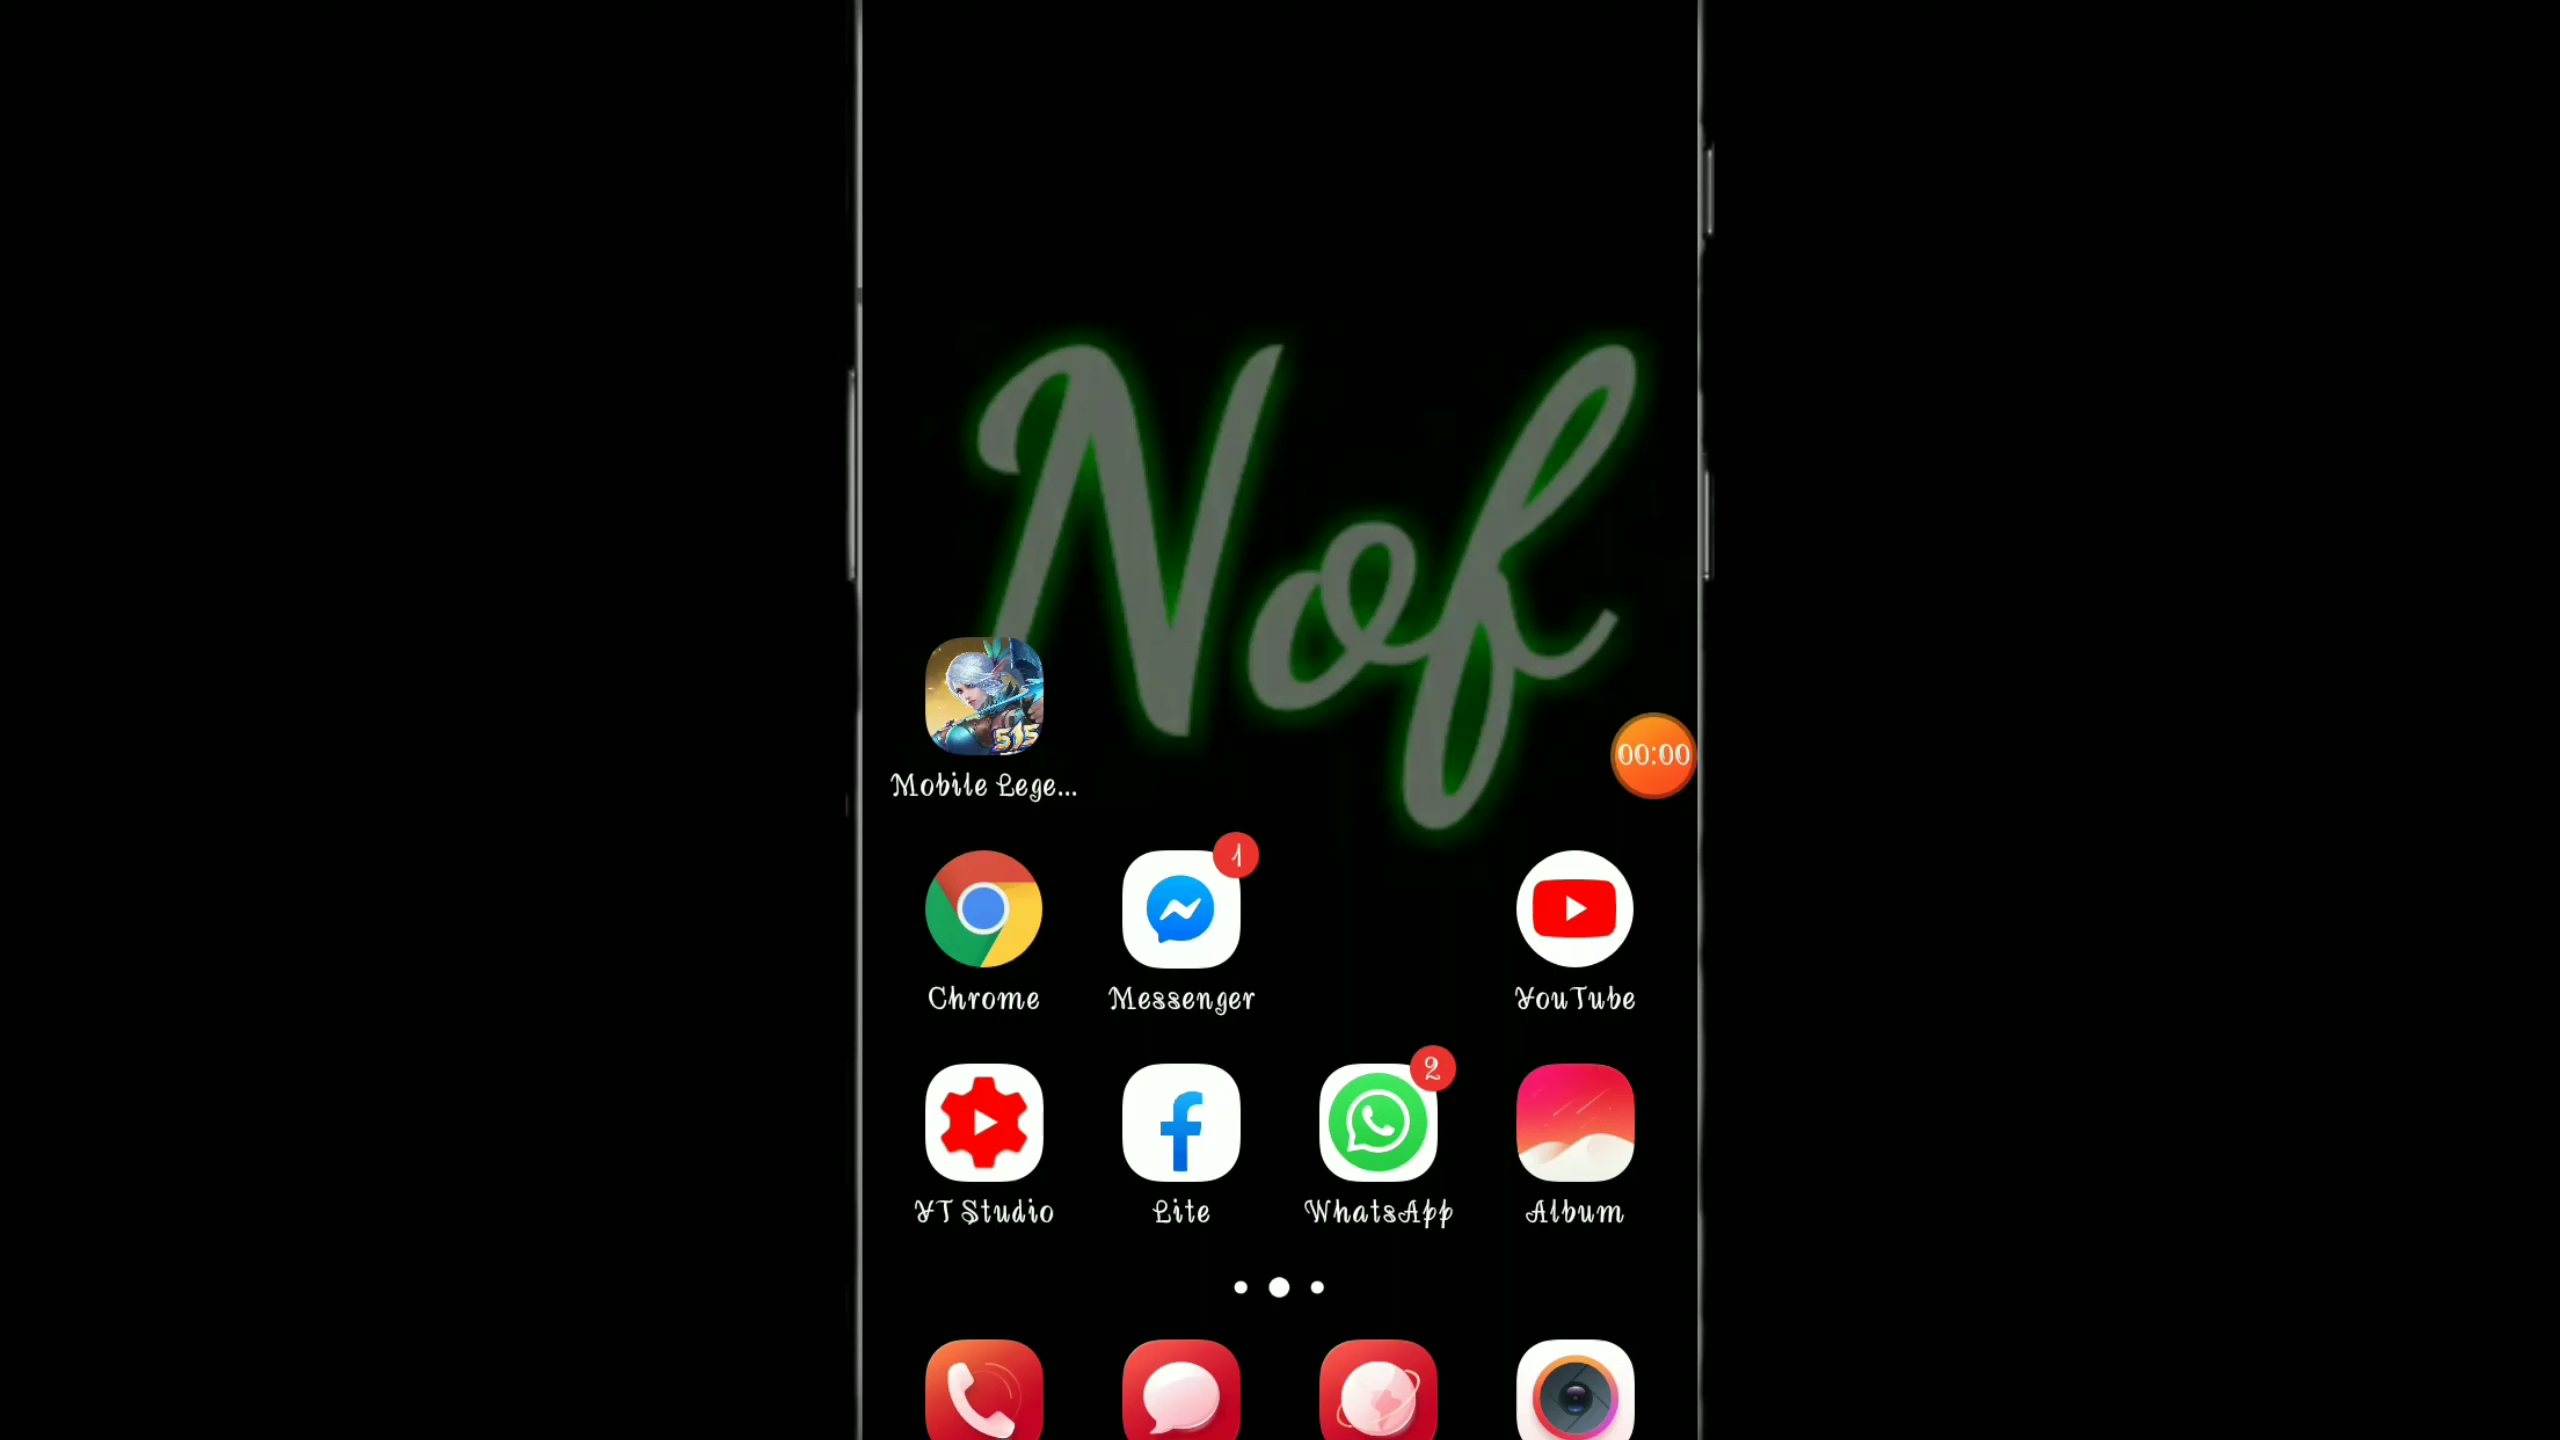 Nof
515
Mobile Lege...
00:00
1
Chrome
Messenger
YouTube
2
YT Studio
Lite
WhatsApp
Album